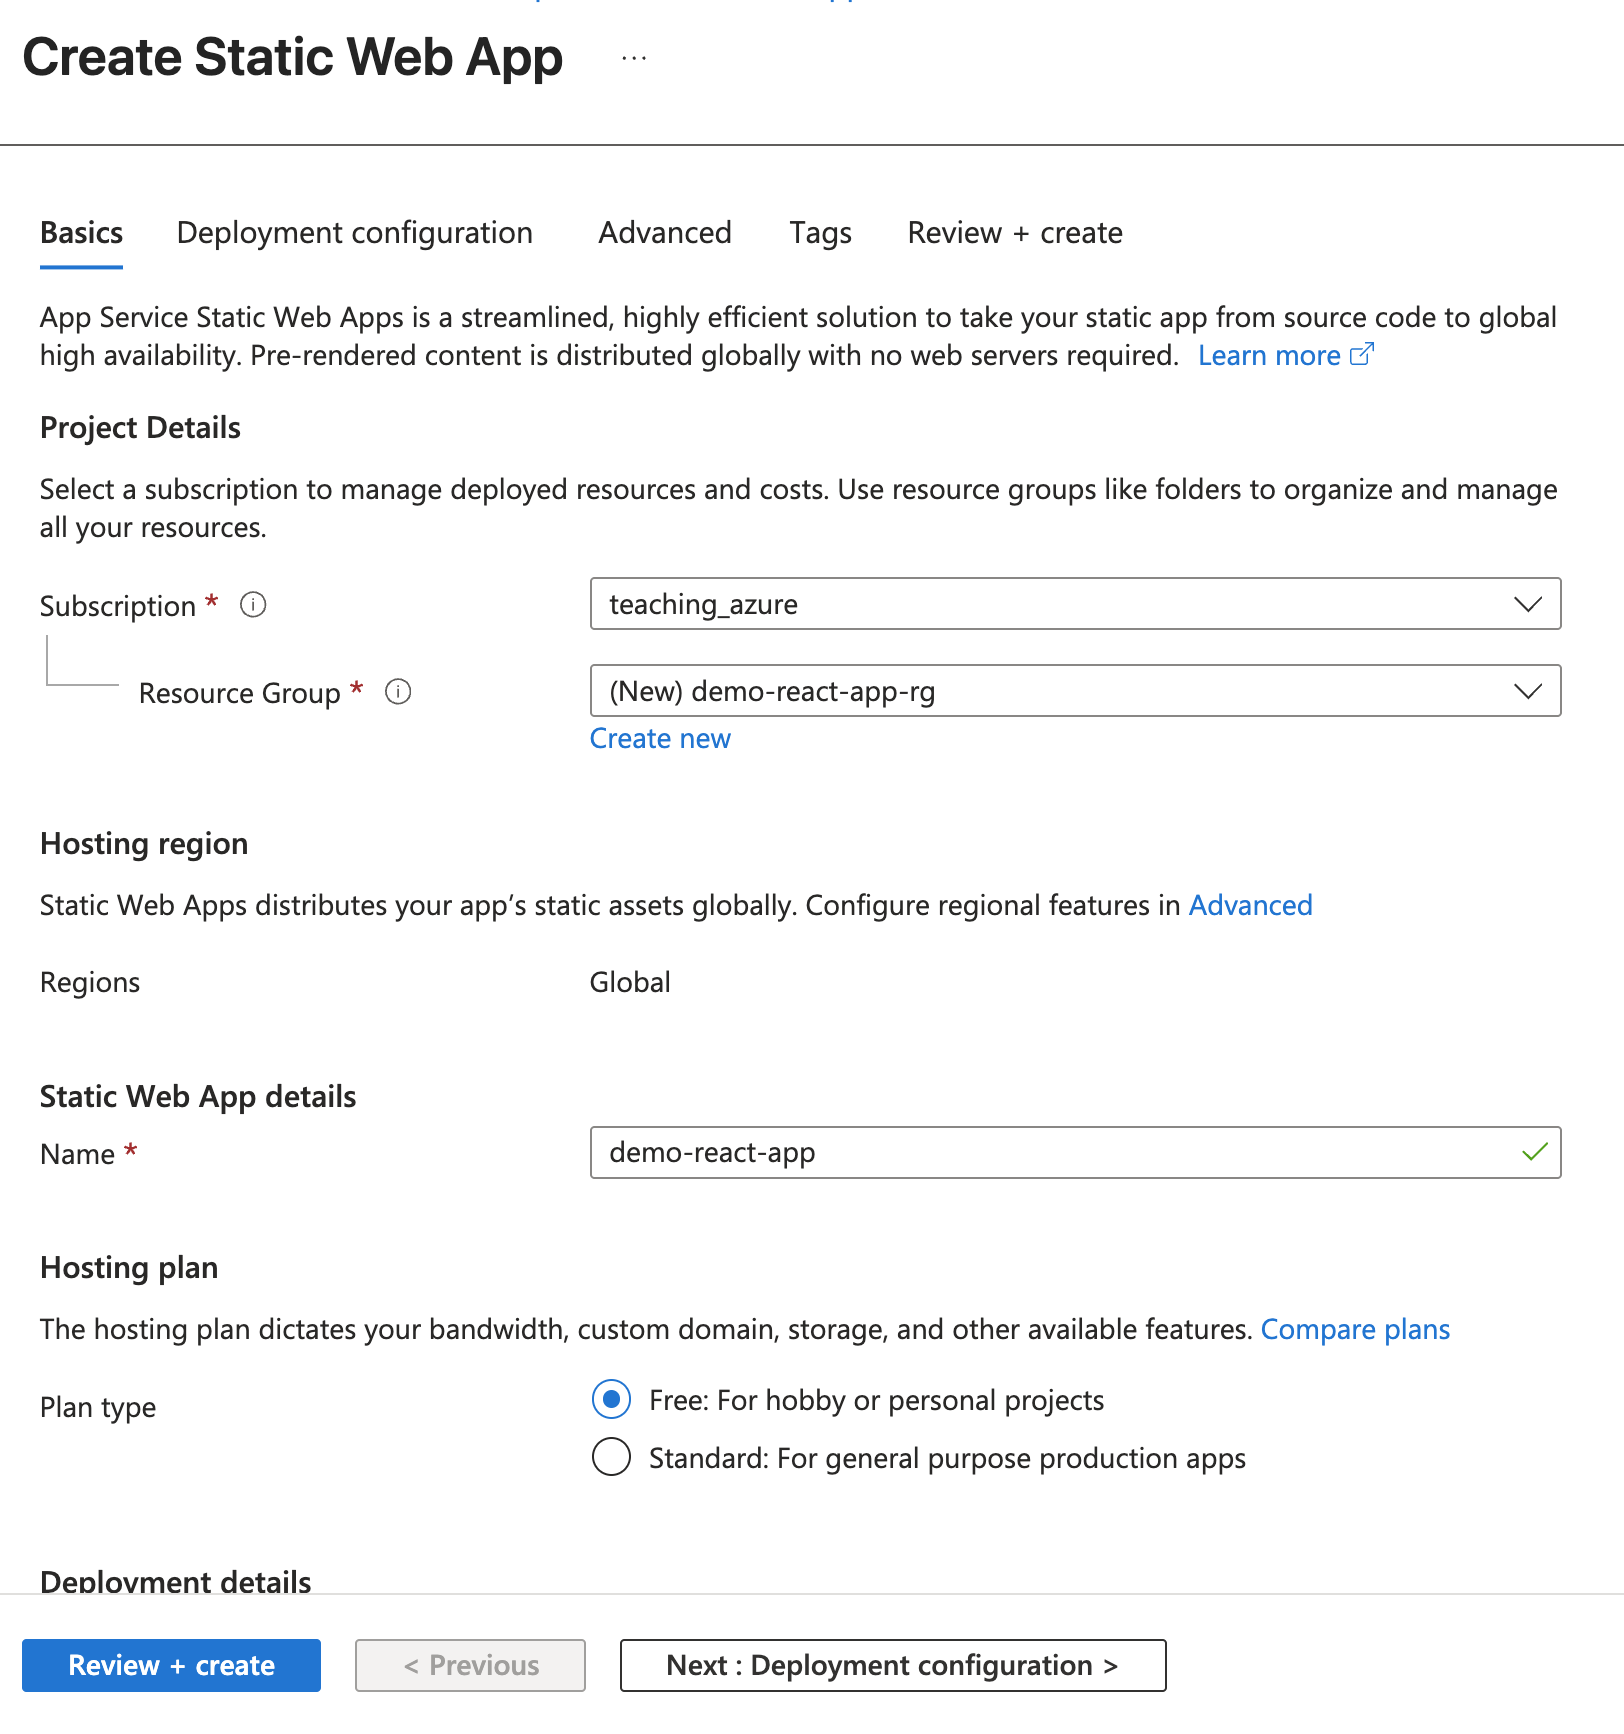 Create Static Web App ...
Basics Deployment configuration Advanced Tags Review + create
App Service Static Web Apps is a streamlined, highly efficient solution to take your static app from source code to global
high availability. Pre-rendered content is distributed globally with no web servers required. Learn more
Project Details
Select a subscription to manage deployed resources and costs. Use resource groups like folders to organize and manage
all your resources.
Subscription * teaching_azure
Resource Group * (New) demo-react-app-rg
Create new
Hosting region
Static Web Apps distributes your app’s static assets globally. Configure regional features in Advanced
Regions Global
Static Web App details
Name * demo-react-app
Hosting plan
The hosting plan dictates your bandwidth, custom domain, storage, and other available features. Compare plans
Plan type Free: For hobby or personal projects
Standard: For general purpose production apps
Deployment details
Review + create < Previous Next : Deployment configuration >